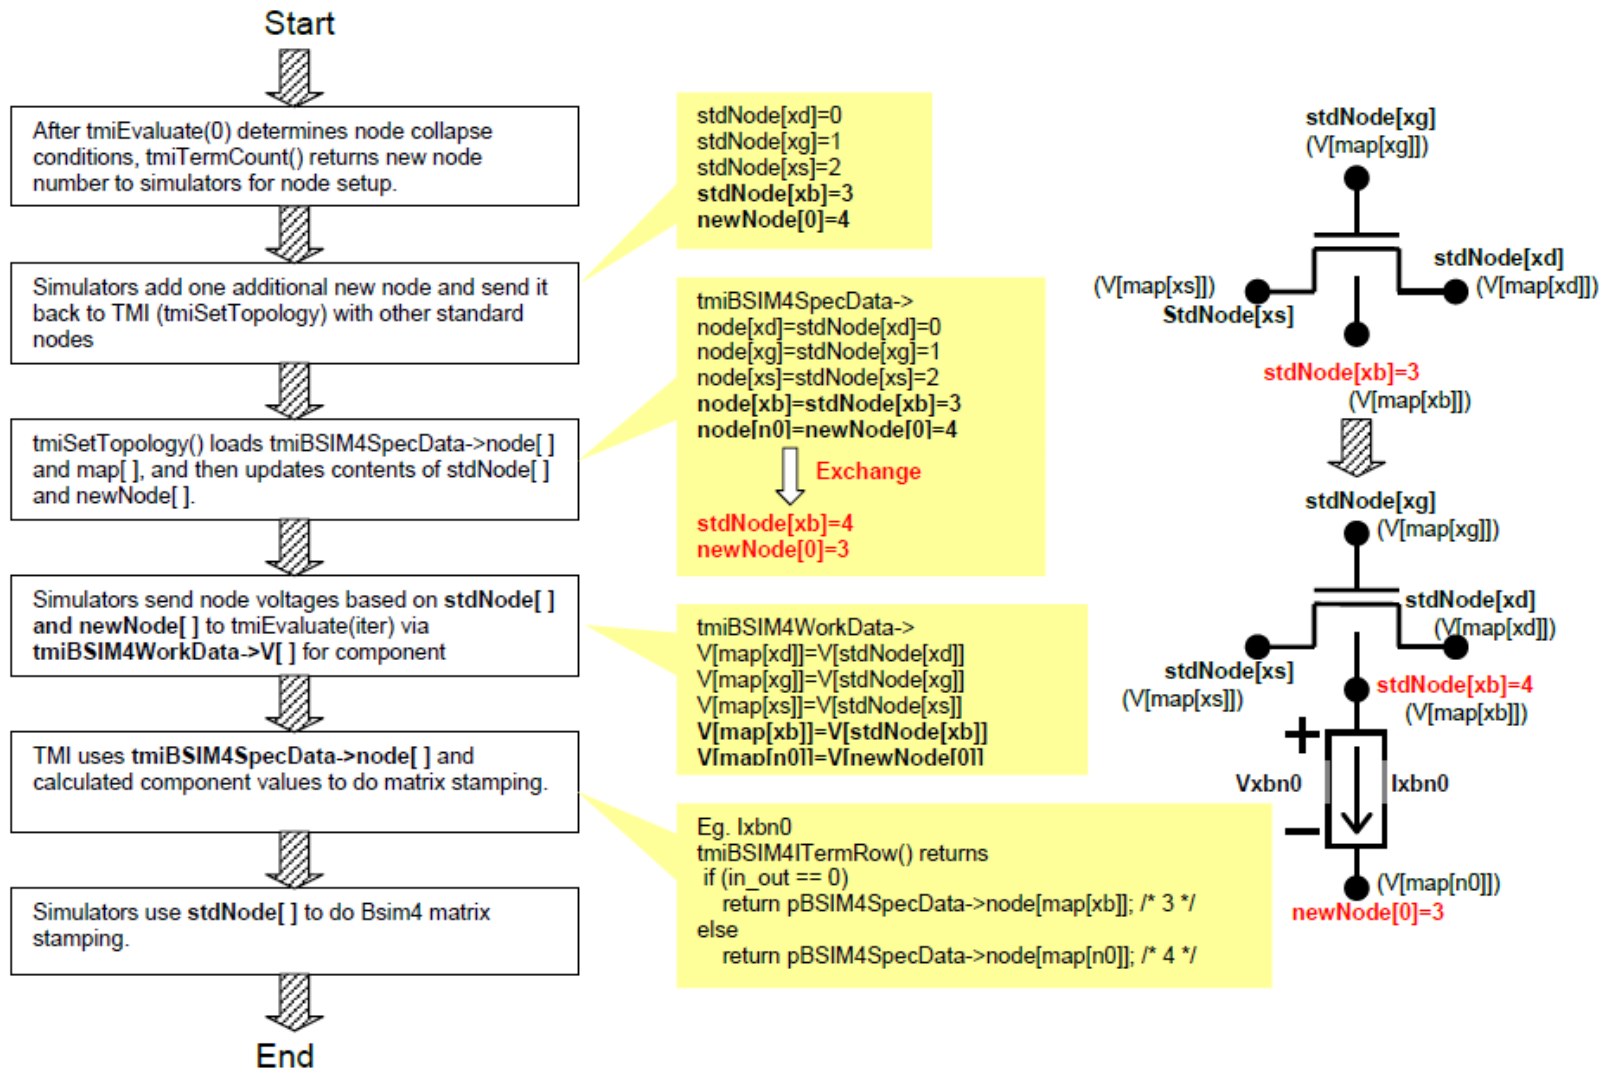 Start
After tmiEvaluate(0) determines node collapse
conditions, tmiTermCount() returns new node
number to simulators for node setup.
Simulators add one additional new node and send it
back to TMI (tmiSetTopology) with other standard
nodes
tmiSetTopology() loads tmiBSIM4SpecData->node[ ]
and map[ ], and then updates contents of stdNode[ ]
and newNode[ ].
Simulators send node voltages based on stdNode[ ]
and newNode[ ] to tmiEvaluate(iter) via
tmiBSIM4WorkData->V[ ] for component
TMI uses tmiBSIM4SpecData->node[ ] and
calculated component values to do matrix stamping.
Simulators use stdNode[ ] to do Bsim4 matrix
stamping.
End
stdNode[xd]=0
stdNode[xg]=1
stdNode[xs]=2
stdNode[xb]=3
newNode[0]=4
tmiBSIM4SpecData->
node[xd]=stdNode[xd]=0
node[xg]=stdNode[xg]=1
node[xs]=stdNode[xs]=2
node[xb]=stdNode[xb]=3
node[n0]=newNode[0]=4
Exchange
stdNode[xb]=4
newNode[0]=3
tmiBSIM4WorkData->
V[map[xd]]=V[stdNode[xd]]
V[map[xg]]=V[stdNode[xg]]
V[map[xs]]=V[stdNode[xs]]
V[map[xb]]=V[stdNode[xb]]
V[map[n0]]=V[newNode[0]]
Eg. Ixbn0
tmiBSIM4ITermRow() returns
if (in_out == 0)
return pBSIM4SpecData->node[map[xb]]; /* 3 */
else
return pBSIM4SpecData->node[map[n0]]; /* 4 */
stdNode[xg]
(V[map[xg]])
stdNode[xd]
(V[map[xs]])
(V[map[xd]])
StdNode[xs]
stdNode[xb]=3
(V[map[xb]])
stdNode[xg]
(V[map[xg]])
stdNode[xd]
(V[map[xd]])
stdNode[xs]
(V[map[xs]])
stdNode[xb]=4
(V[map[xb]])
+
Vxbn0
Ixbn0
−
(V[map[n0]])
newNode[0]=3